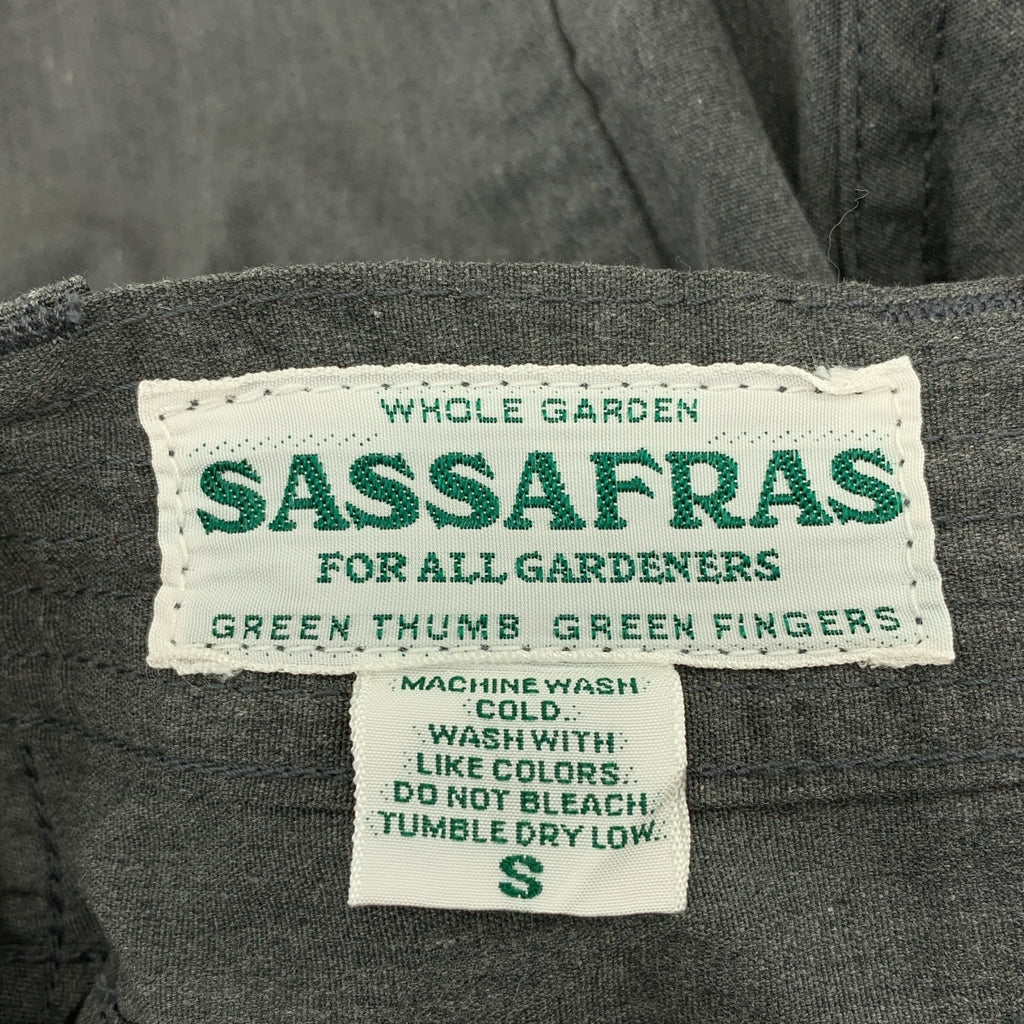 WHOLE GARDEN
SASSAFRAS
FOR ALL GARDENERS
GREEN THUMB GREEN FINGERS
MACHINE WASH
COLD.
WASH WITH
LIKE COLORS.
DO NOT BLEACH
TUMBLE DRY LOW.
S